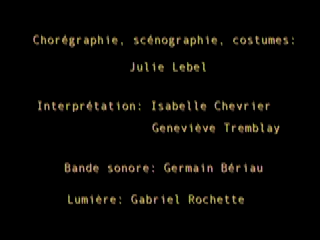 Chorégraphie, scénographie, costumes:
Julie Lebel
Interprétation: Isabelle Chevrier
Geneviève Tremblay
Bande sonore: Germain Bériau
Lumière: Gabriel Rochette